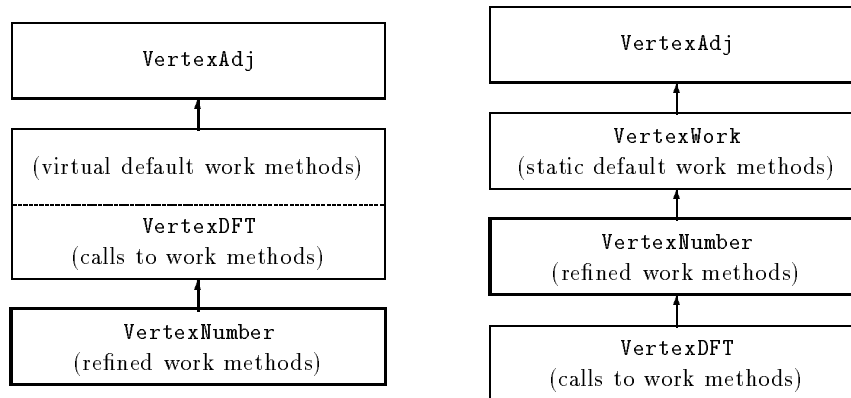 VertexAdj
(virtual default work methods)
VertexDFT
(calls to work methods)
VertexNumber
(refined work methods)
VertexAdj
VertexWork
(static default work methods)
VertexNumber
(refined work methods)
VertexDFT
(calls to work methods)